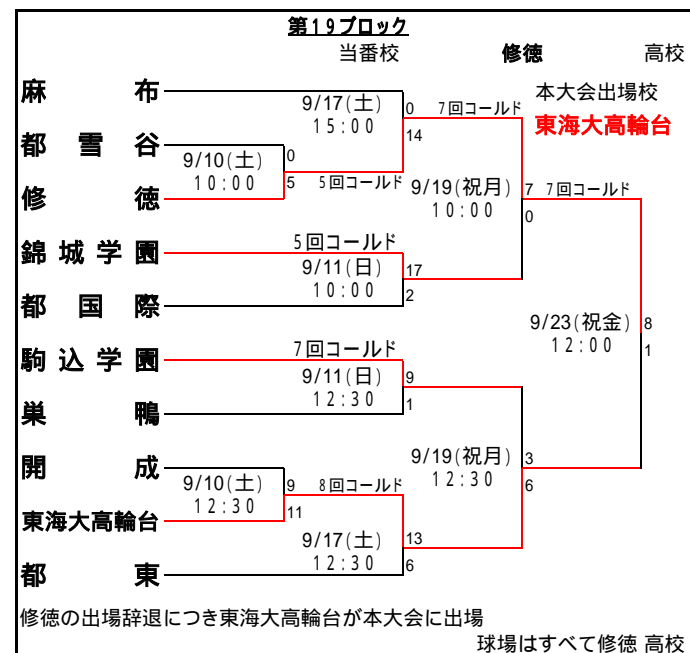 第19ブロック
当番校 修徳 高校
麻布 9/17(土) 0 7回コールド 本大会出場校
15:00 東海大高輪台
都雪谷 14
9/10(土) 0
10:00 5 5回コールド 9/19(祝月) 7 7回コールド
修徳 10:00 0
錦城学園 5回コールド
9/11(日) 17
10:00 2
都国際 9/23(祝金) 8
12:00 1
駒込学園 7回コールド
9/11(日) 9
12:30 1
巣鴨
開成 9/19(祝月) 3
9/10(土) 9 8回コールド 12:30 6
12:30 11
東海大高輪台 9/17(土) 13
12:30 6
都東
修徳の出場辞退につき東海大高輪台が本大会に出場
球場はすべて修徳 高校